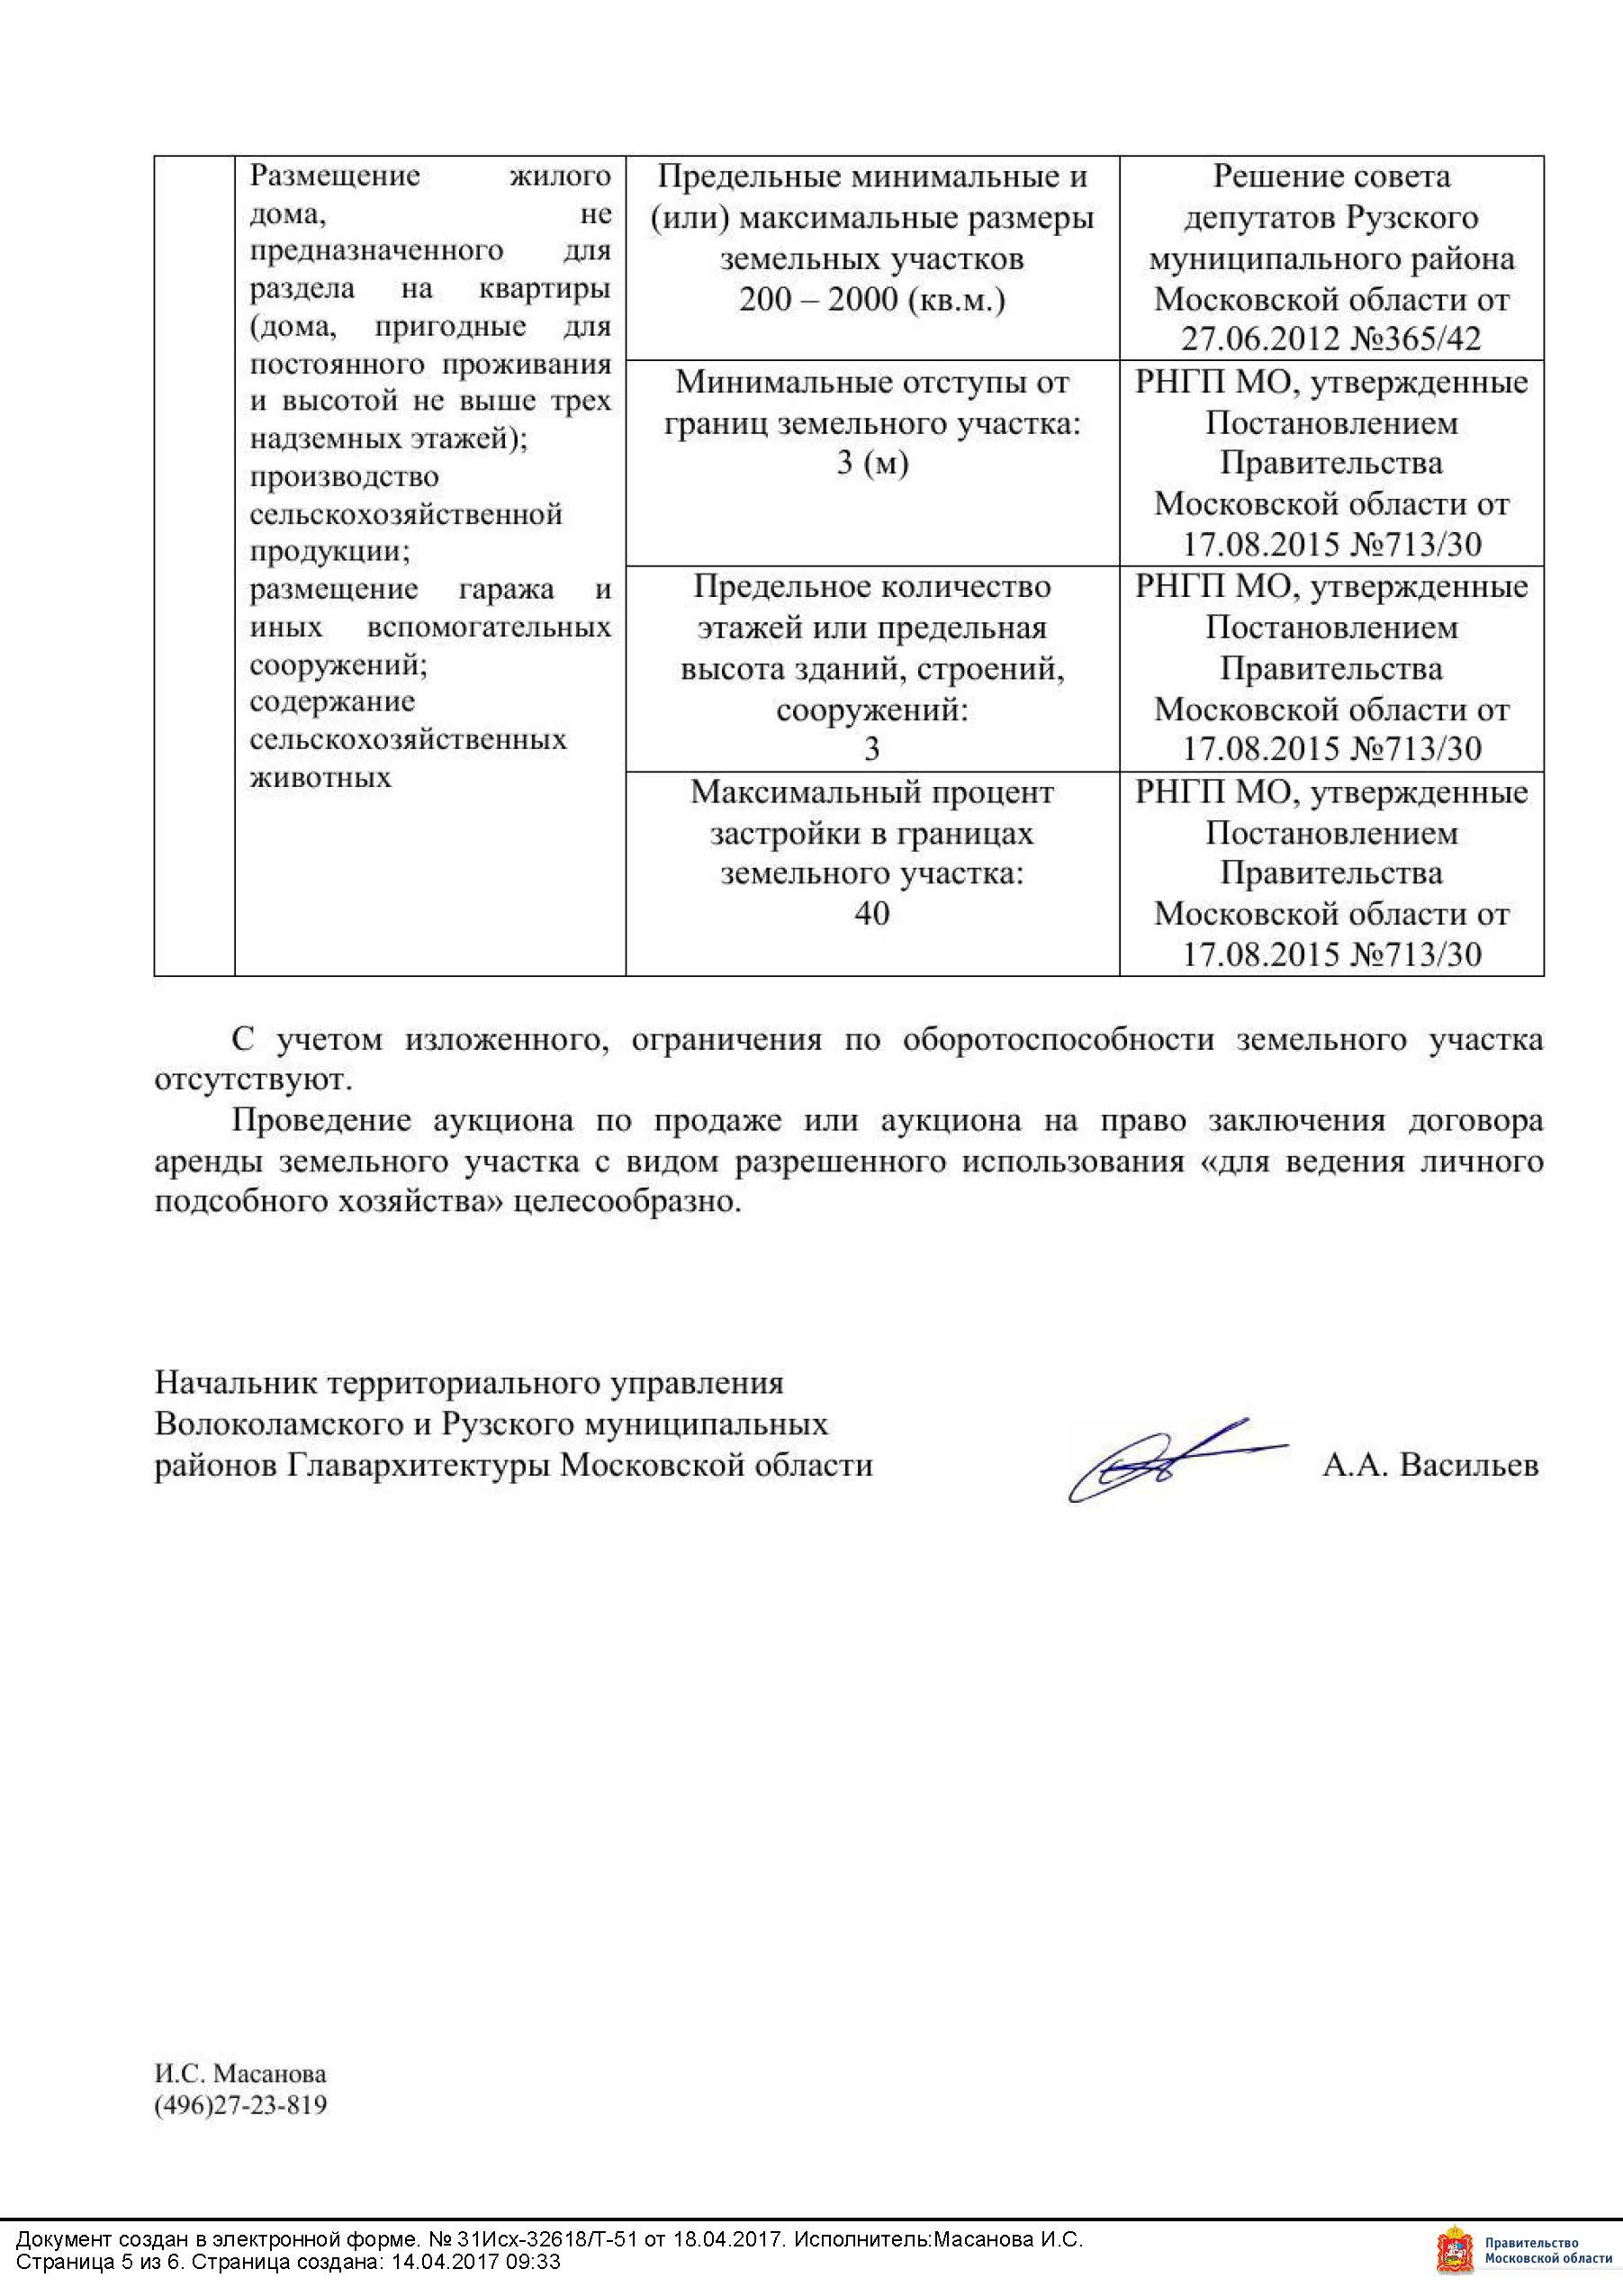 Размещение жилого
дома, не
предназначенного для
раздела на квартиры
(дома, пригодные для
постоянного проживания
и высотой не выше трех
надземных этажей);
производство
сельскохозяйственной
продукции;
размещение гаража и
иных вспомогательных
сооружений;
содержание
сельскохозяйственных
животных
Предельные минимальные и
(или) максимальные размеры
земельных участков
200 – 2000 (кв.м.)
Решение совета
депутатов Рузского
муниципального района
Московской области от
27.06.2012 №365/42
Минимальные отступы от
границ земельного участка:
3 (м)
РНГП МО, утвержденные
Постановлением
Правительства
Московской области от
17.08.2015 №713/30
Предельное количество
этажей или предельная
высота зданий, строений,
сооружений:
3
РНГП МО, утвержденные
Постановлением
Правительства
Московской области от
17.08.2015 №713/30
Максимальный процент
застройки в границах
земельного участка:
40
РНГП МО, утвержденные
Постановлением
Правительства
Московской области от
17.08.2015 №713/30
С учетом изложенного, ограничения по оборотоспособности земельного участка
отсутствуют.
Проведение аукциона по продаже или аукциона на право заключения договора
аренды земельного участка с видом разрешенного использования «для ведения личного
подсобного хозяйства» целесообразно.
Начальник территориального управления
Волоколамского и Рузского муниципальных
районов Главархитектуры Московской области
А.А. Васильев
И.С. Масанова
(496)27-23-819
Документ создан в электронной форме. № 31Исх-32618/Т-51 от 18.04.2017. Исполнитель:Масанова И.С.
Страница 5 из 6. Страница создана: 14.04.2017 09:33
Правительство
Московской области